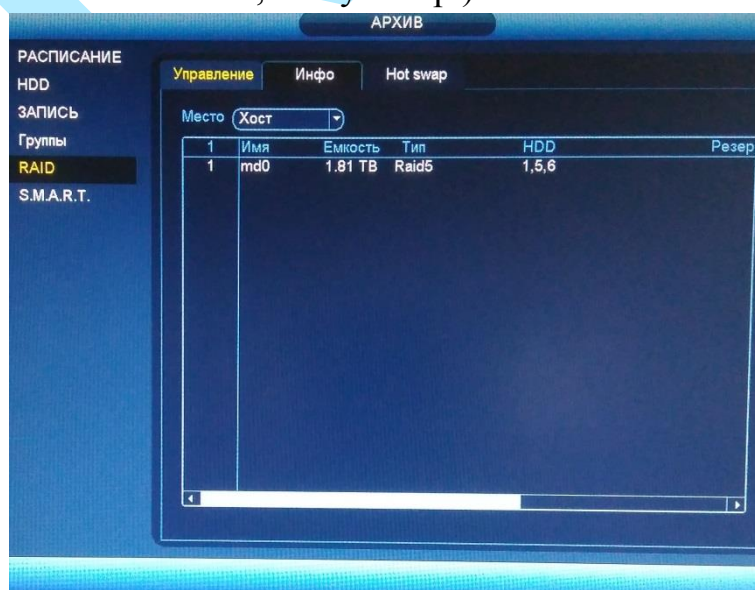 АРХИВ
РАСПИСАНИЕ
HDD
ЗАПИСЬ
Группы
RAID
S.M.A.R.T.
Управление Инфо Hot swap
Место Хост
1 Имя Емкость Тип HDD Резер
1 md0 1.81 TB Raid5 1,5,6